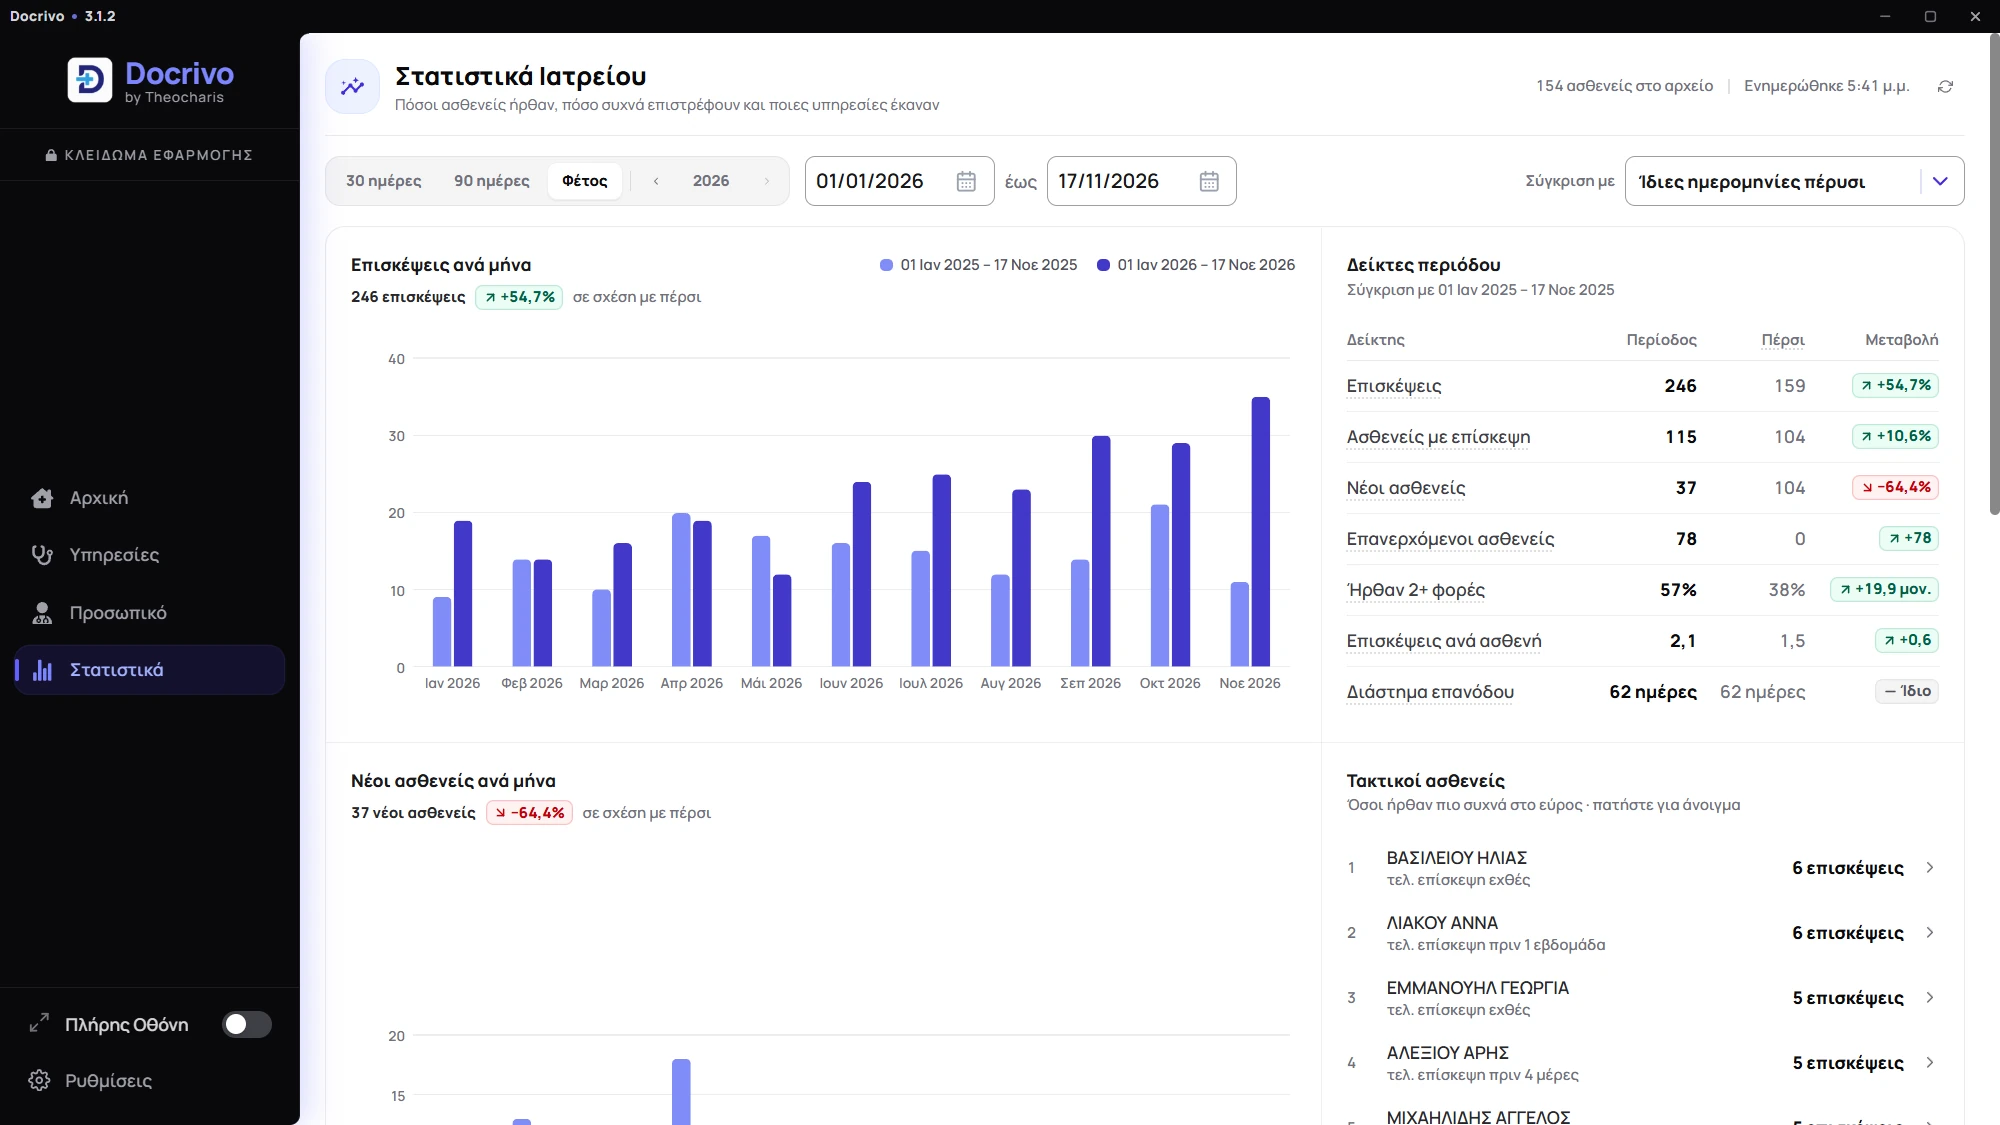 Docrivo • 3.1.2
Docrivo
by Theocharis
ΚΛΕΙΔΩΜΑ ΕΦΑΡΜΟΓΗΣ
Αρχική
Υπηρεσίες
Προσωπικό
Στατιστικά
Πλήρης Οθόνη
Ρυθμίσεις
Στατιστικά Ιατρείου
Πόσοι ασθενείς ήρθαν, πόσο συχνά επιστρέφουν και ποιες υπηρεσίες έκαναν
154 ασθενείς στο αρχείο
Ενημερώθηκε 5:41 μ.μ.
30 ημέρες 90 ημέρες Φέτος 2026
01/01/2026 έως 17/11/2026
Σύγκριση με Ίδιες ημερομηνίες πέρυσι
Επισκέψεις ανά μήνα
01 Ιαν 2025 – 17 Νοε 2025 01 Ιαν 2026 – 17 Νοε 2026
246 επισκέψεις +54,7% σε σχέση με πέρσι
40
30
20
10
0
Ιαν 2026 Φεβ 2026 Μαρ 2026 Απρ 2026 Μάι 2026 Ιουν 2026 Ιουλ 2026 Αυγ 2026 Σεπ 2026 Οκτ 2026 Νοε 2026
Δείκτες περιόδου
Σύγκριση με 01 Ιαν 2025 – 17 Νοε 2025
Δείκτης Περίοδος Πέρσι Μεταβολή
Επισκέψεις 246 159 +54,7%
Ασθενείς με επίσκεψη 115 104 +10,6%
Νέοι ασθενείς 37 104 −64,4%
Επανερχόμενοι ασθενείς 78 0 +78
Ήρθαν 2+ φορές 57% 38% +19,9 μον.
Επισκέψεις ανά ασθενή 2,1 1,5 +0,6
Διάστημα επανόδου 62 ημέρες 62 ημέρες — Ίδιο
Νέοι ασθενείς ανά μήνα
37 νέοι ασθενείς −64,4% σε σχέση με πέρσι
20
15
Τακτικοί ασθενείς
Όσοι ήρθαν πιο συχνά στο εύρος · πατήστε για άνοιγμα
1 ΒΑΣΙΛΕΙΟΥ ΗΛΙΑΣ 6 επισκέψεις
τελ. επίσκεψη εχθές
2 ΛΙΑΚΟΥ ΑΝΝΑ 6 επισκέψεις
τελ. επίσκεψη πριν 1 εβδομάδα
3 ΕΜΜΑΝΟΥΗΛ ΓΕΩΡΓΙΑ 5 επισκέψεις
τελ. επίσκεψη εχθές
4 ΑΛΕΞΙΟΥ ΑΡΗΣ 5 επισκέψεις
τελ. επίσκεψη πριν 4 μέρες
ΜΙΧΑΗΛΙΔΗΣ ΑΓΓΕΛΟΣ